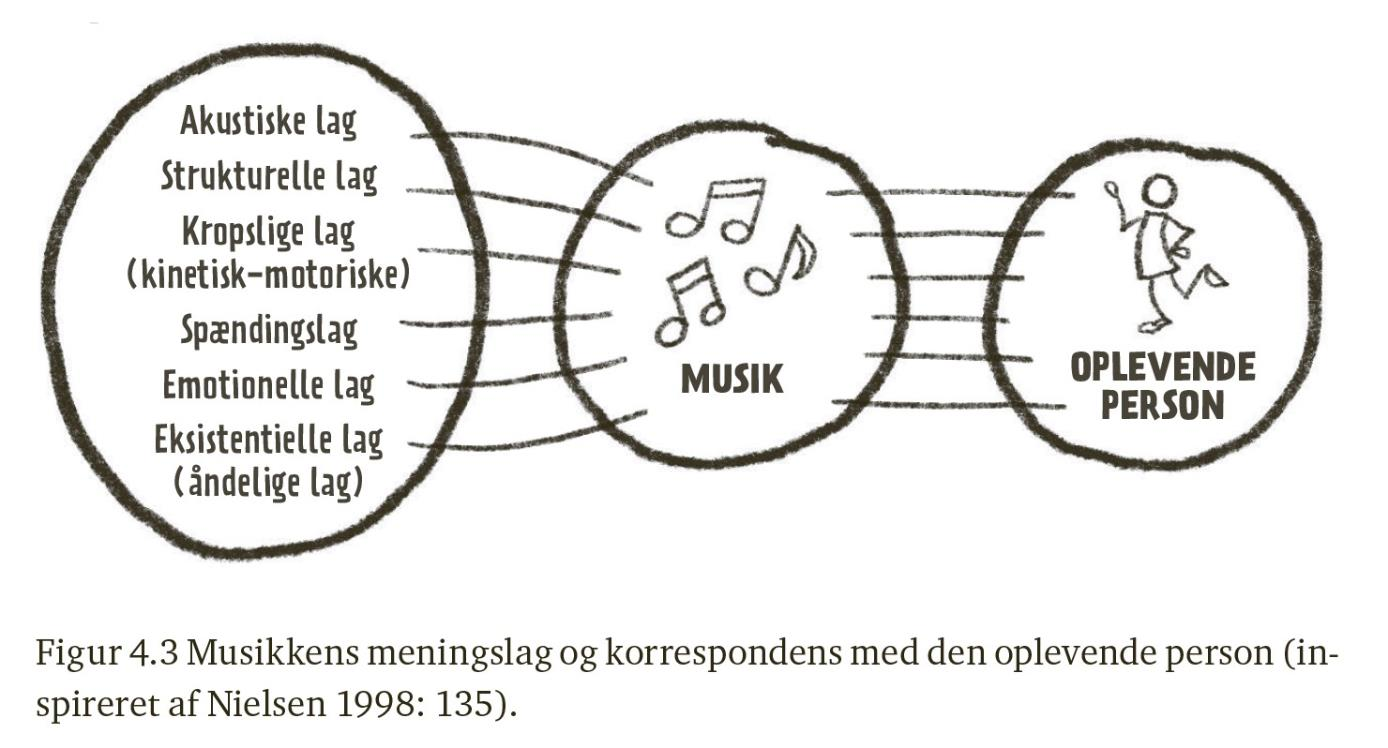 Akustiske lag
Strukturelle lag
Kropslige lag
(kinetisk-motoriske)
Spændingslag
Emotionelle lag
Eksistentielle lag
(åndelige lag)
MUSIK
OPLEVENDE
PERSON
Figur 4.3 Musikkens meningslag og korrespondens med den oplevende person (in-
spireret af Nielsen 1998: 135).